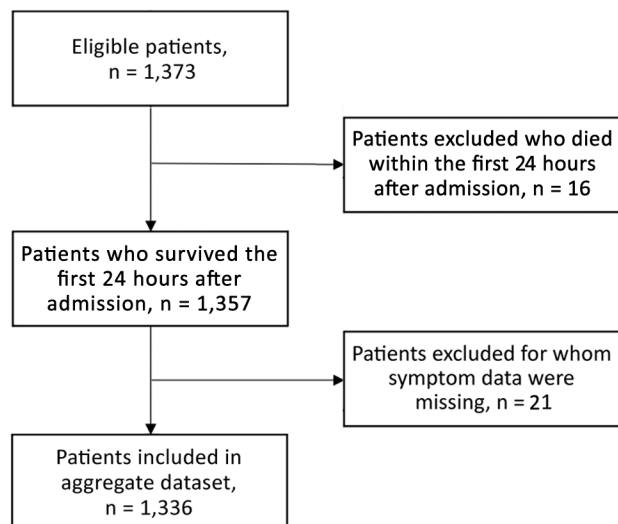 Eligible patients,
n = 1,373
Patients excluded who died
within the first 24 hours
after admission, n = 16
Patients who survived the
first 24 hours after
admission, n = 1,357
Patients excluded for whom
symptom data were
missing, n = 21
Patients included in
aggregate dataset,
n = 1,336